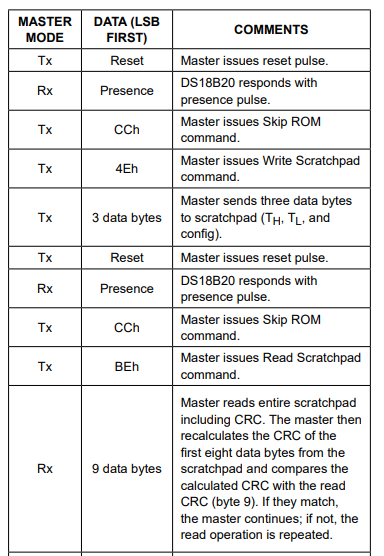 MASTER MODE DATA (LSB FIRST) COMMENTS
Tx Reset Master issues reset pulse.
Rx Presence DS18B20 responds with
presence pulse.
Tx CCh Master issues Skip ROM
command.
Tx 4Eh Master issues Write Scratchpad
command.
Tx 3 data bytes Master sends three data bytes
to scratchpad (TH, TL, and
config).
Tx Reset Master issues reset pulse.
Rx Presence DS18B20 responds with
presence pulse.
Tx CCh Master issues Skip ROM
command.
Tx BEh Master issues Read Scratchpad
command.
Rx 9 data bytes Master reads entire scratchpad
including CRC. The master then
recalculates the CRC of the
first eight data bytes from the
scratchpad and compares the
calculated CRC with the read
CRC (byte 9). If they match,
the master continues; if not, the
read operation is repeated.